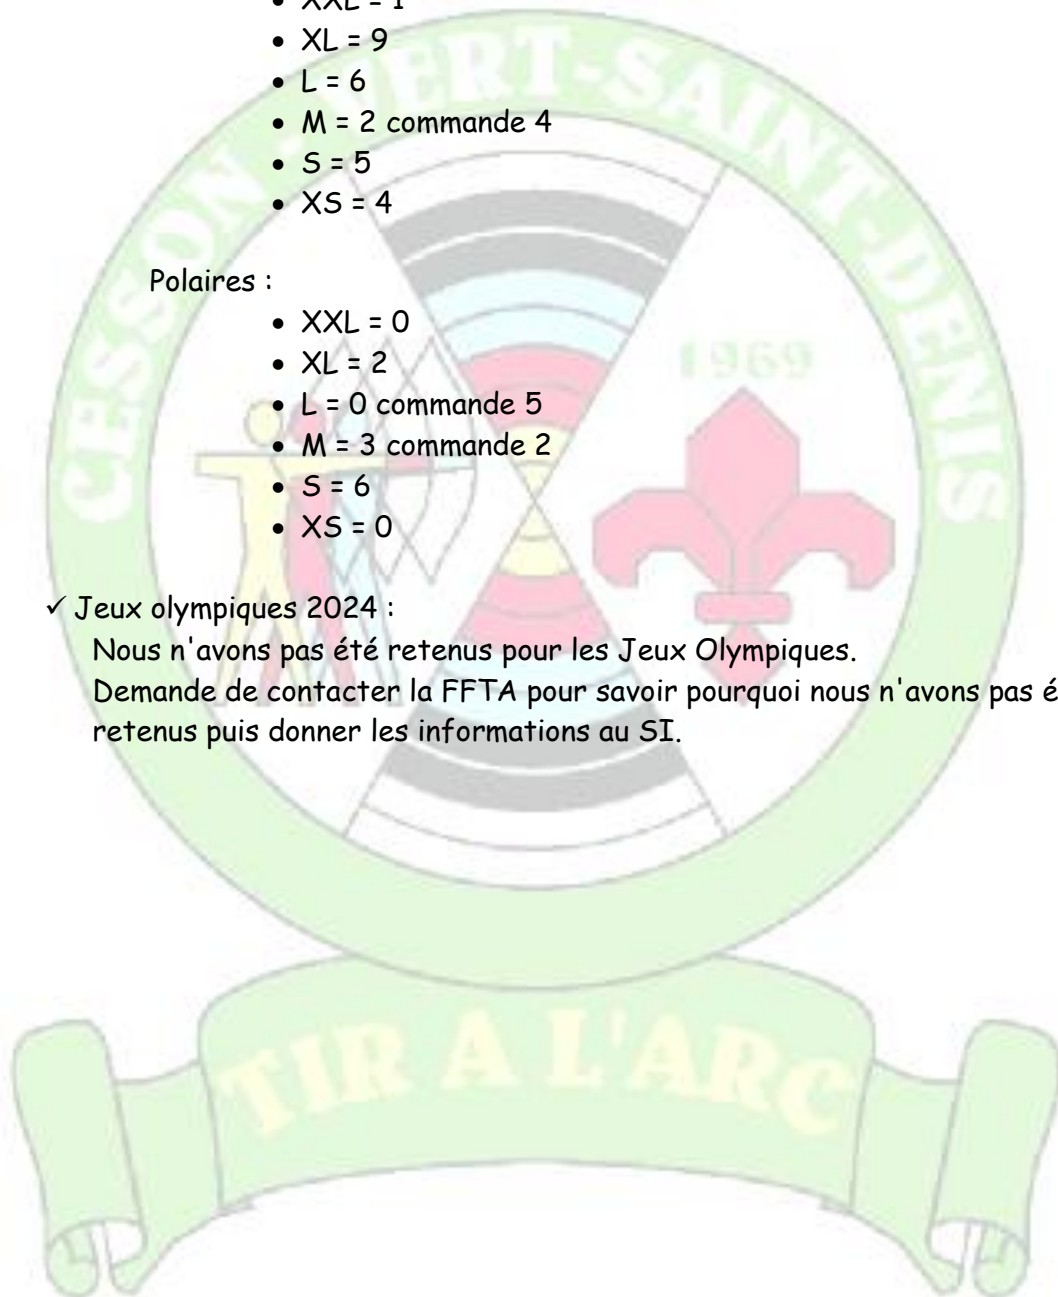 • XXL = 1
• XL = 9
• L = 6
• M = 2 commande 4
• S = 5
• XS = 4
Polaires :
• XXL = 0
• XL = 2
• L = 0 commande 5
• M = 3 commande 2
• S = 6
• XS = 0
✓ Jeux olympiques 2024 :
Nous n'avons pas été retenus pour les Jeux Olympiques.
Demande de contacter la FFTA pour savoir pourquoi nous n'avons pas é
retenus puis donner les informations au SI.
CESSON - VERT-SAINT-DENIS
1969
TIR A L'ARC